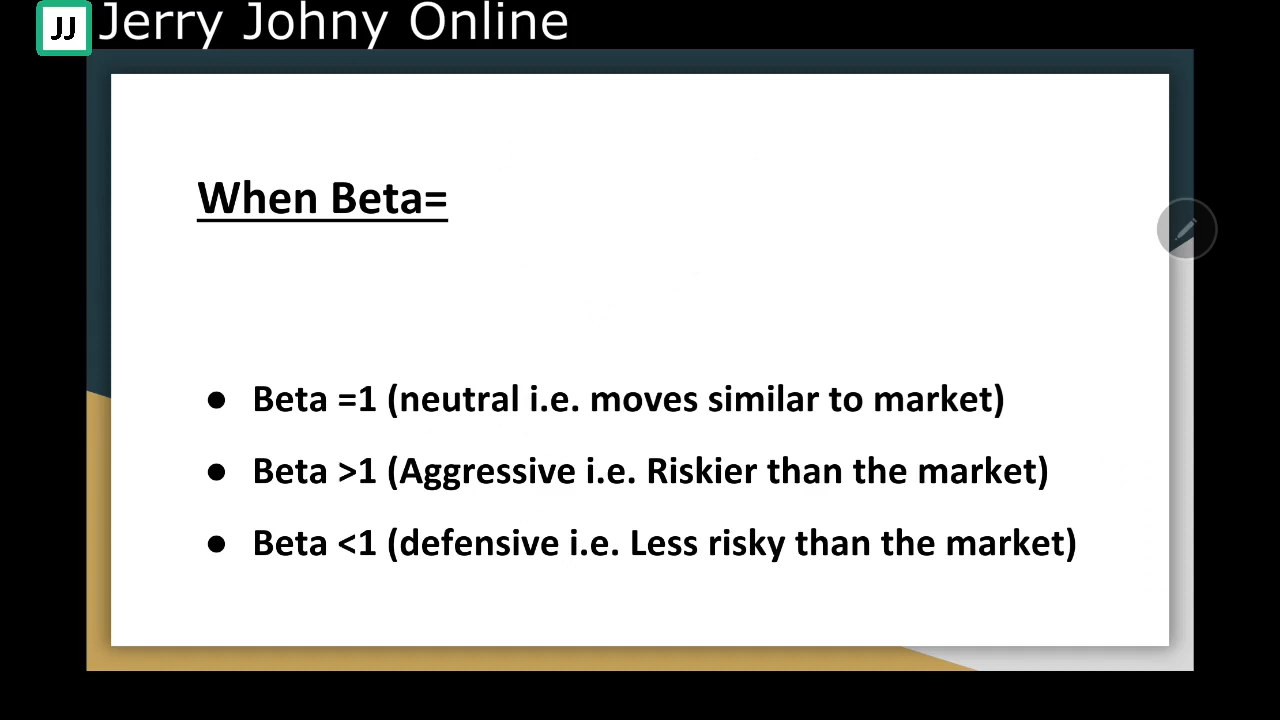 JJ Jerry Johny Online
When Beta=
● Beta =1 (neutral i.e. moves similar to market)
● Beta >1 (Aggressive i.e. Riskier than the market)
● Beta <1 (defensive i.e. Less risky than the market)